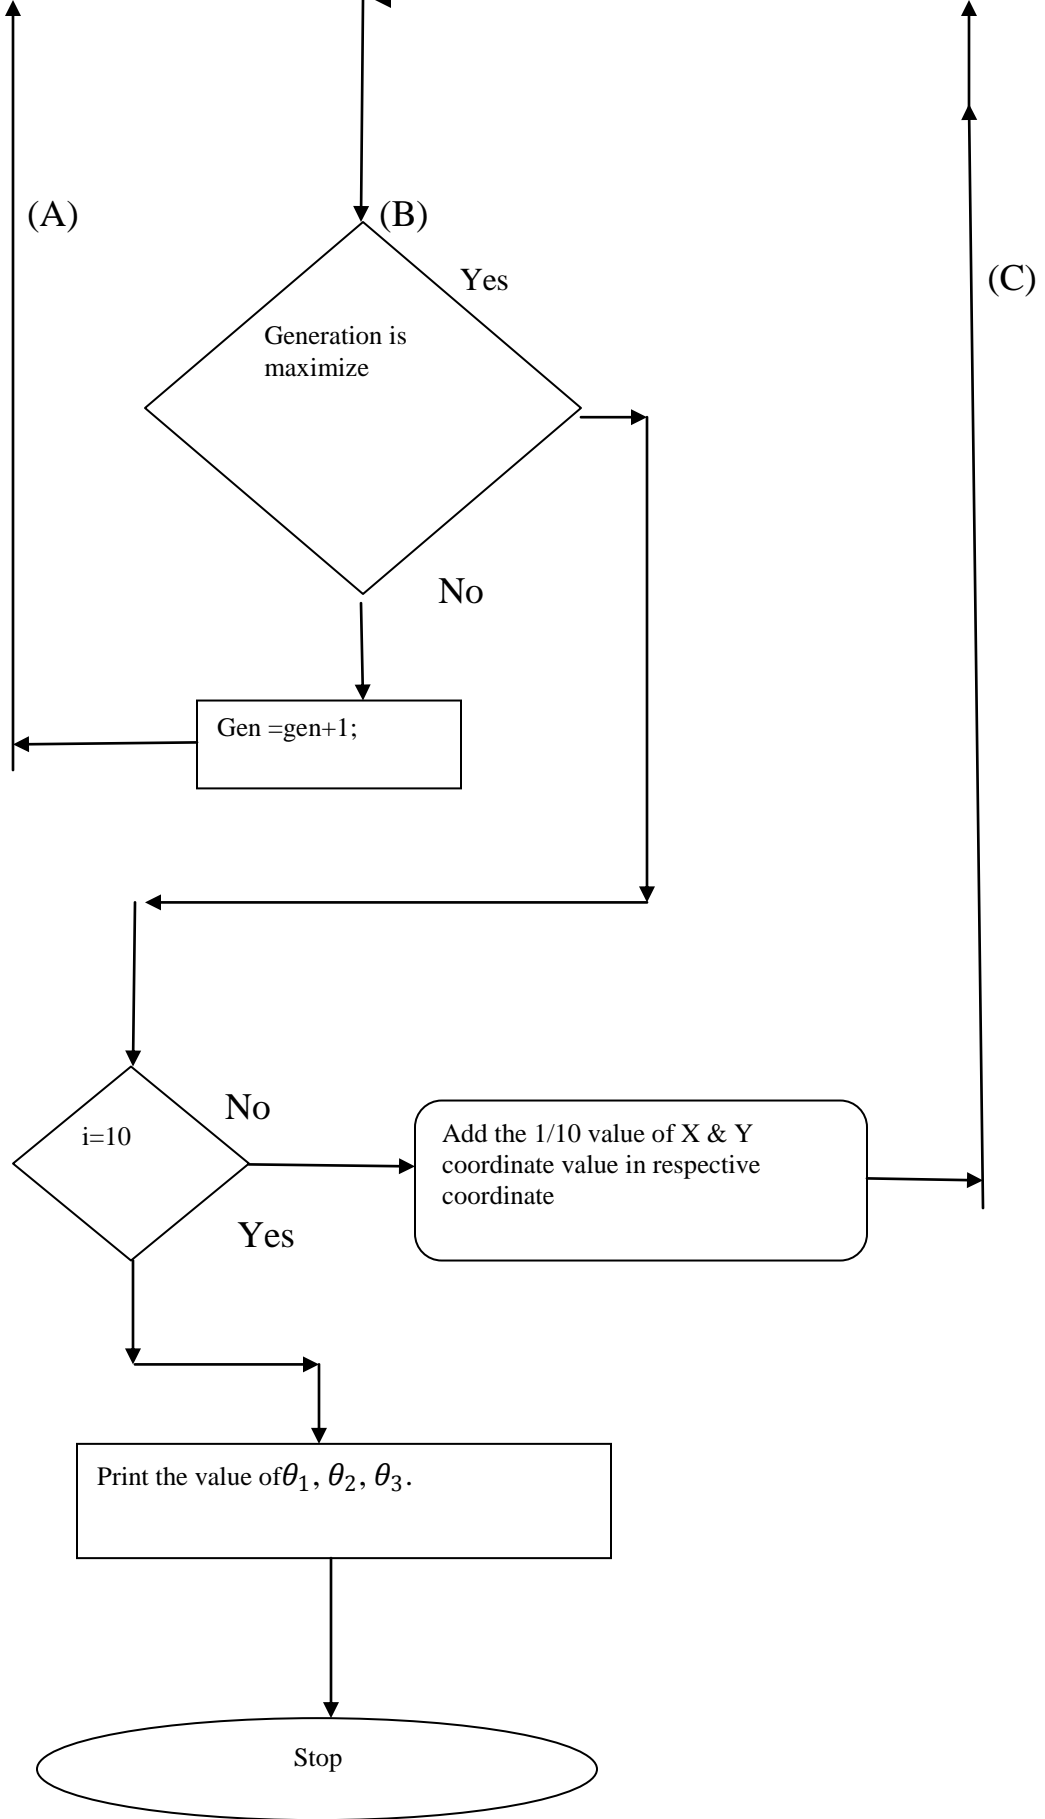 (A)
(B)
Yes
(C)
Generation is
maximize
No
Gen =gen+1;
No
i=10
Add the 1/10 value of X & Y
coordinate value in respective
coordinate
Yes
Print the value of𝜃₁, 𝜃₂, 𝜃₃.
Stop